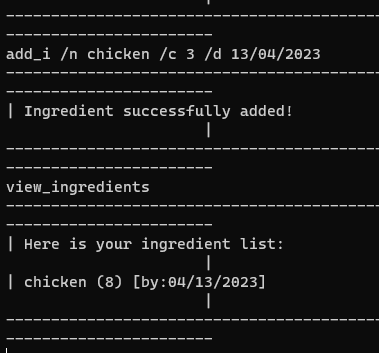 |
------------------------------------------
-----------------------
add_i /n chicken /c 3 /d 13/04/2023
------------------------------------------
-----------------------
| Ingredient successfully added!
|
------------------------------------------
-----------------------
view_ingredients
------------------------------------------
-----------------------
| Here is your ingredient list:
|
| chicken (8) [by:04/13/2023]
|
------------------------------------------
-----------------------